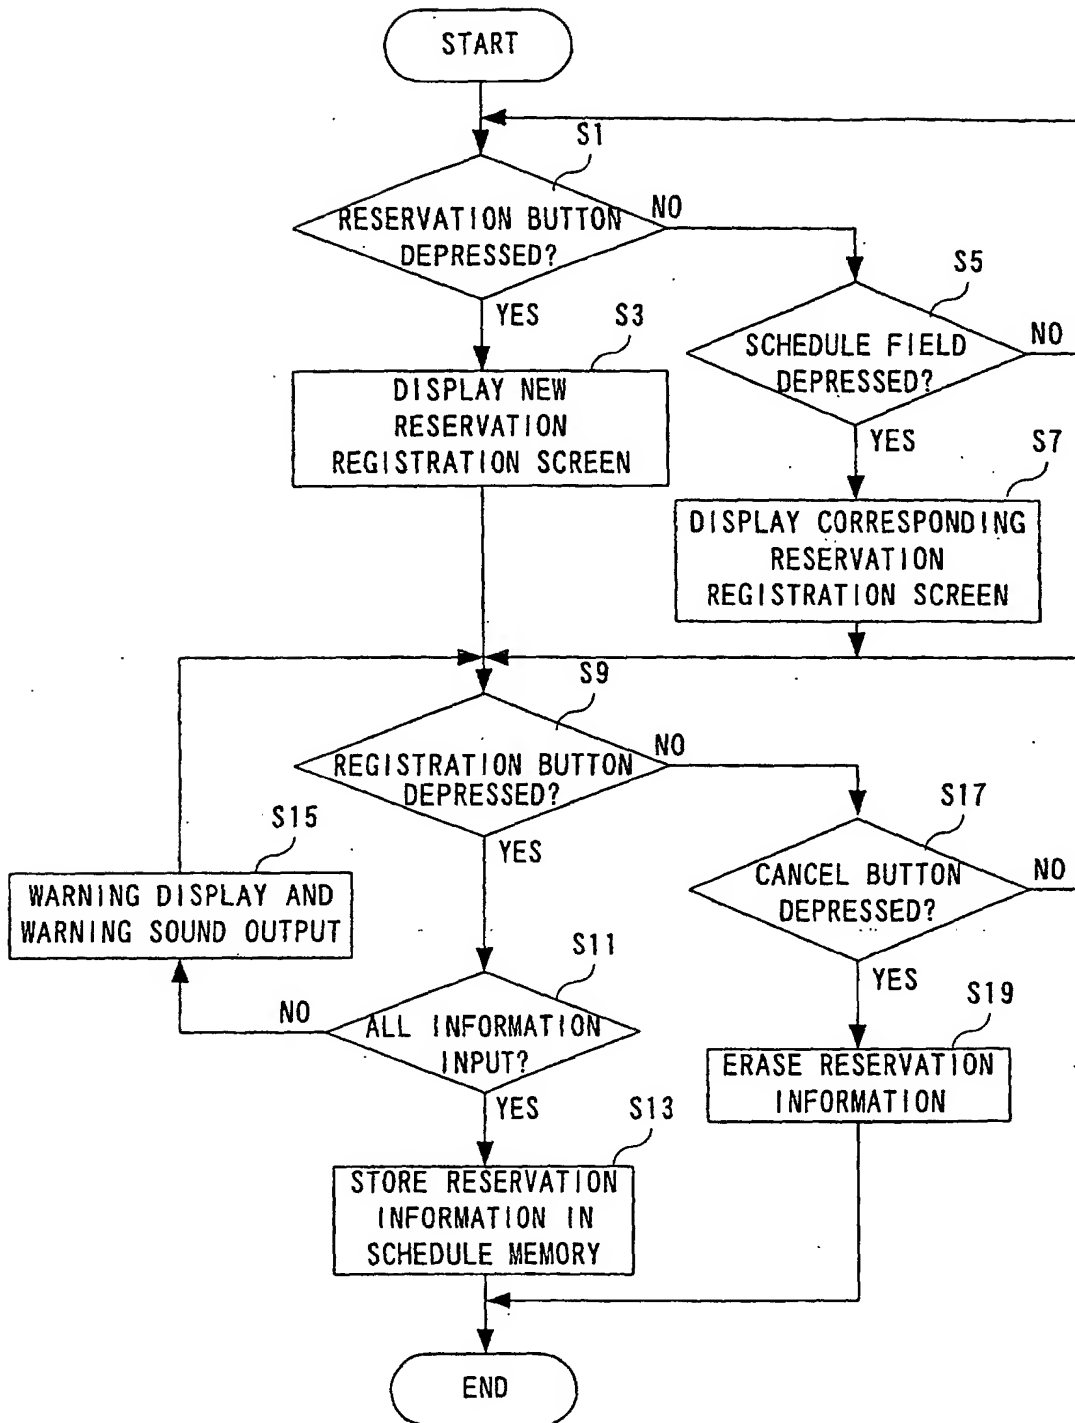 START
S1
RESERVATION BUTTON
DEPRESSED?
NO
YES
S5
SCHEDULE FIELD
DEPRESSED?
NO
YES
S3
DISPLAY NEW
RESERVATION
REGISTRATION SCREEN
S7
DISPLAY CORRESPONDING
RESERVATION
REGISTRATION SCREEN
S9
REGISTRATION BUTTON
DEPRESSED?
NO
YES
S17
CANCEL BUTTON
DEPRESSED?
NO
YES
S15
WARNING DISPLAY AND
WARNING SOUND OUTPUT
S11
ALL INFORMATION
INPUT?
NO
YES
S19
ERASE RESERVATION
INFORMATION
S13
STORE RESERVATION
INFORMATION IN
SCHEDULE MEMORY
END